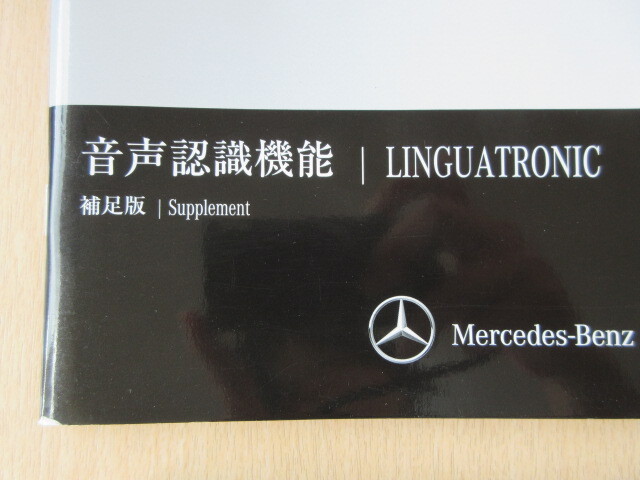 音声認識機能 | LINGUATRONIC
補足版 | Supplement
Mercedes-Benz